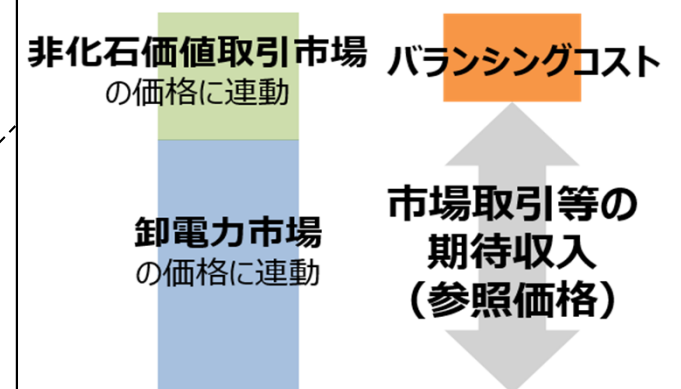 非化石価値取引市場
の価格に連動
卸電力市場
の価格に連動
バランシングコスト
市場取引等の
期待収入
（参照価格）